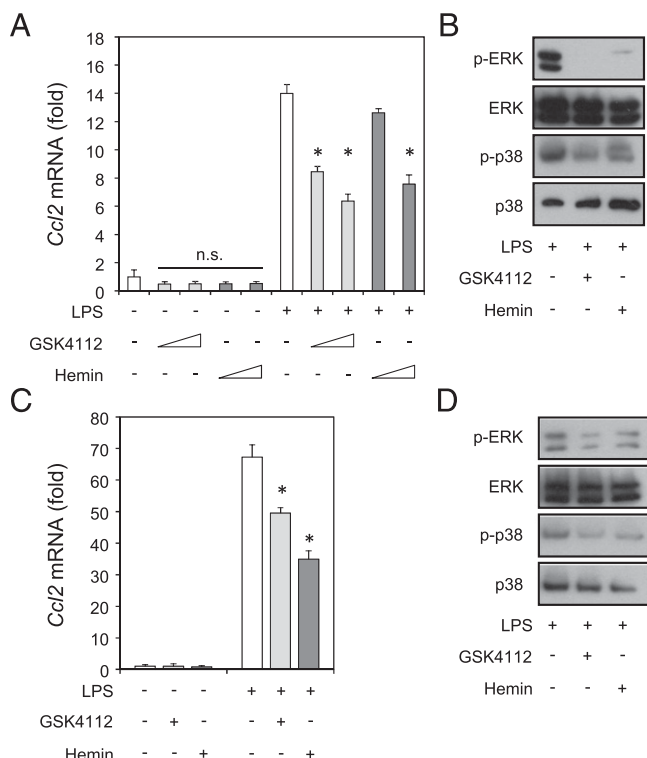 A
Ccl2 mRNA (fold)
18
16
14
12
10
8
6
4
2
0
n.s.
* * *
LPS - - - - - + + + + +
GSK4112 - - - - - -
Hemin - - - - - -
B
p-ERK
ERK
p-p38
p38
LPS + + +
GSK4112 - + -
Hemin - - +
C
Ccl2 mRNA (fold)
80
70
60
50
40
30
20
10
0
* *
LPS - - - + + +
GSK4112 - + - - + -
Hemin - - + - - +
D
p-ERK
ERK
p-p38
p38
LPS + + +
GSK4112 - + -
Hemin - - +